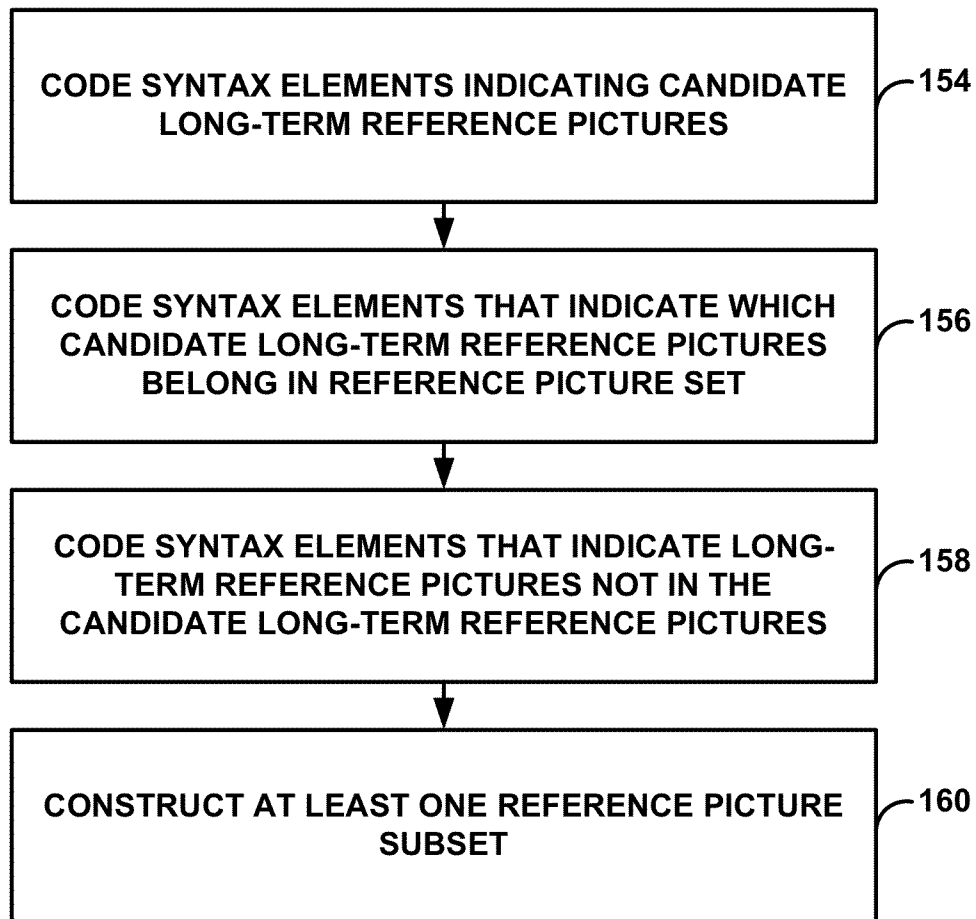 CODE SYNTAX ELEMENTS INDICATING CANDIDATE
LONG-TERM REFERENCE PICTURES
154
CODE SYNTAX ELEMENTS THAT INDICATE WHICH
CANDIDATE LONG-TERM REFERENCE PICTURES
BELONG IN REFERENCE PICTURE SET
156
CODE SYNTAX ELEMENTS THAT INDICATE LONG-
TERM REFERENCE PICTURES NOT IN THE
CANDIDATE LONG-TERM REFERENCE PICTURES
158
CONSTRUCT AT LEAST ONE REFERENCE PICTURE
SUBSET
160